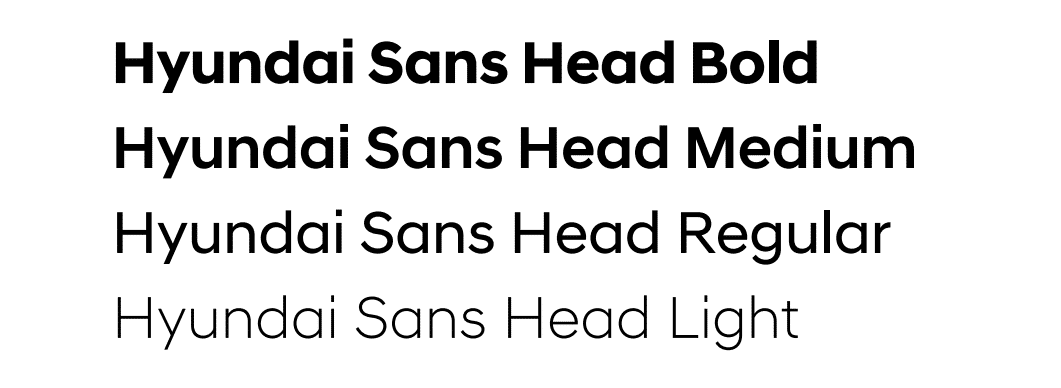 Hyundai Sans Head Bold
Hyundai Sans Head Medium
Hyundai Sans Head Regular
Hyundai Sans Head Light